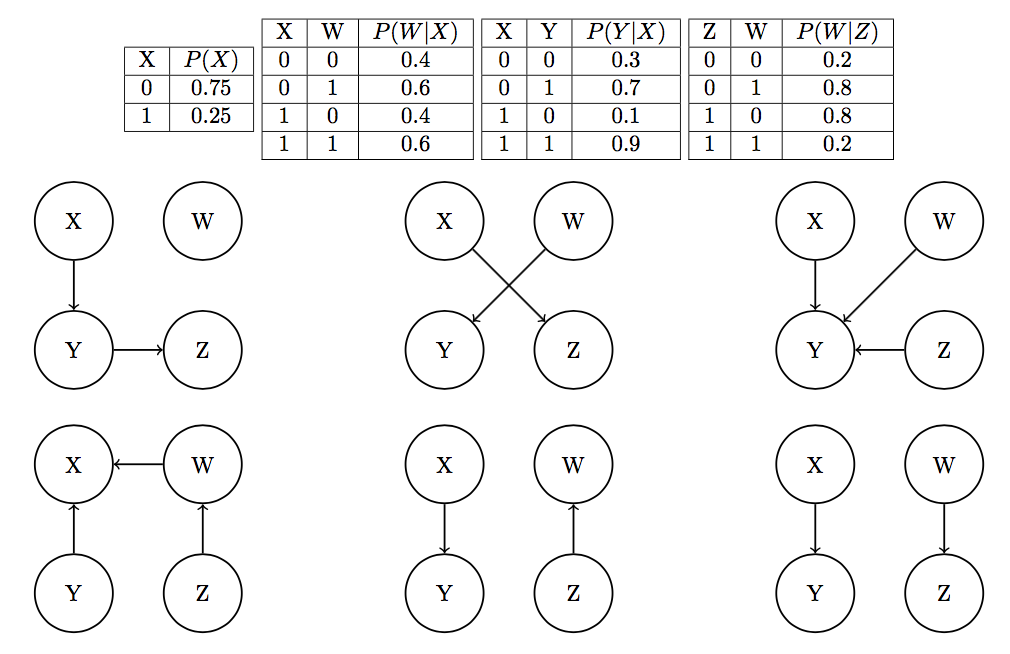 X P(X)
0 0.75
1 0.25
X W P(W|X)
0 0 0.4
0 1 0.6
1 0 0.4
1 1 0.6
X Y P(Y|X)
0 0 0.3
0 1 0.7
1 0 0.1
1 1 0.9
Z W P(W|Z)
0 0 0.2
0 1 0.8
1 0 0.8
1 1 0.2
X W
Y Z
X W
Y Z
X W
Y Z
X W
Y Z
X W
Y Z
X W
Y Z